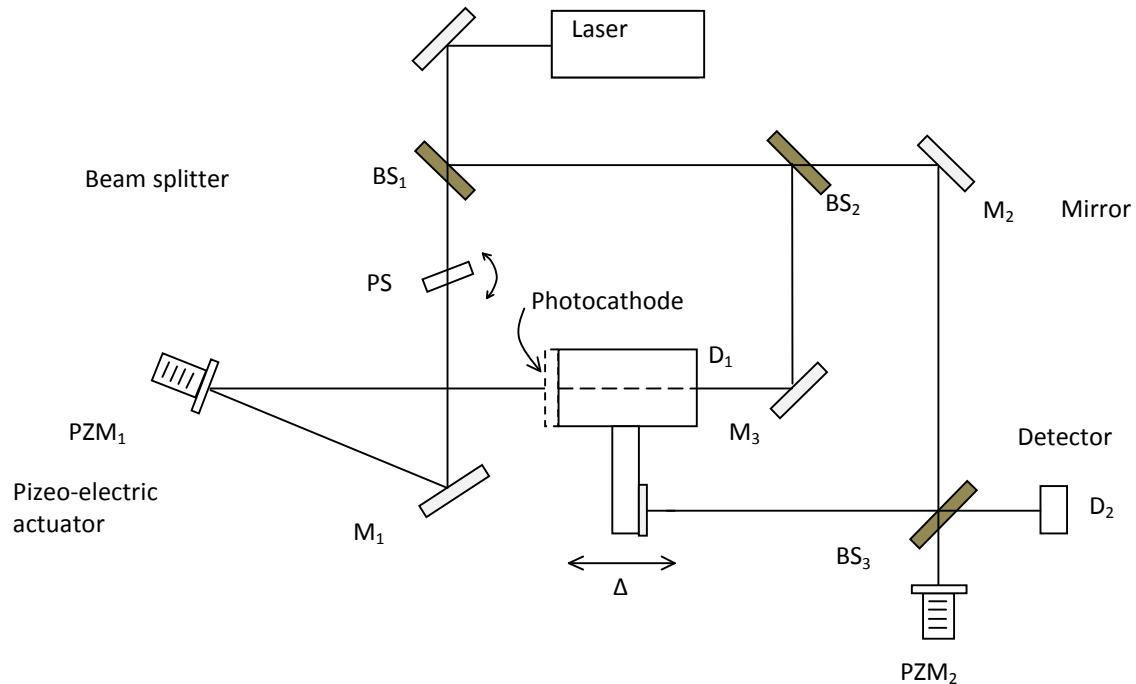 Laser
Beam splitter
BS₁
BS₂
M₂
Mirror
PS
Photocathode
D₁
PZM₁
M₃
Detector
Pizeo-electric
actuator
M₁
D₂
BS₃
Δ
PZM₂